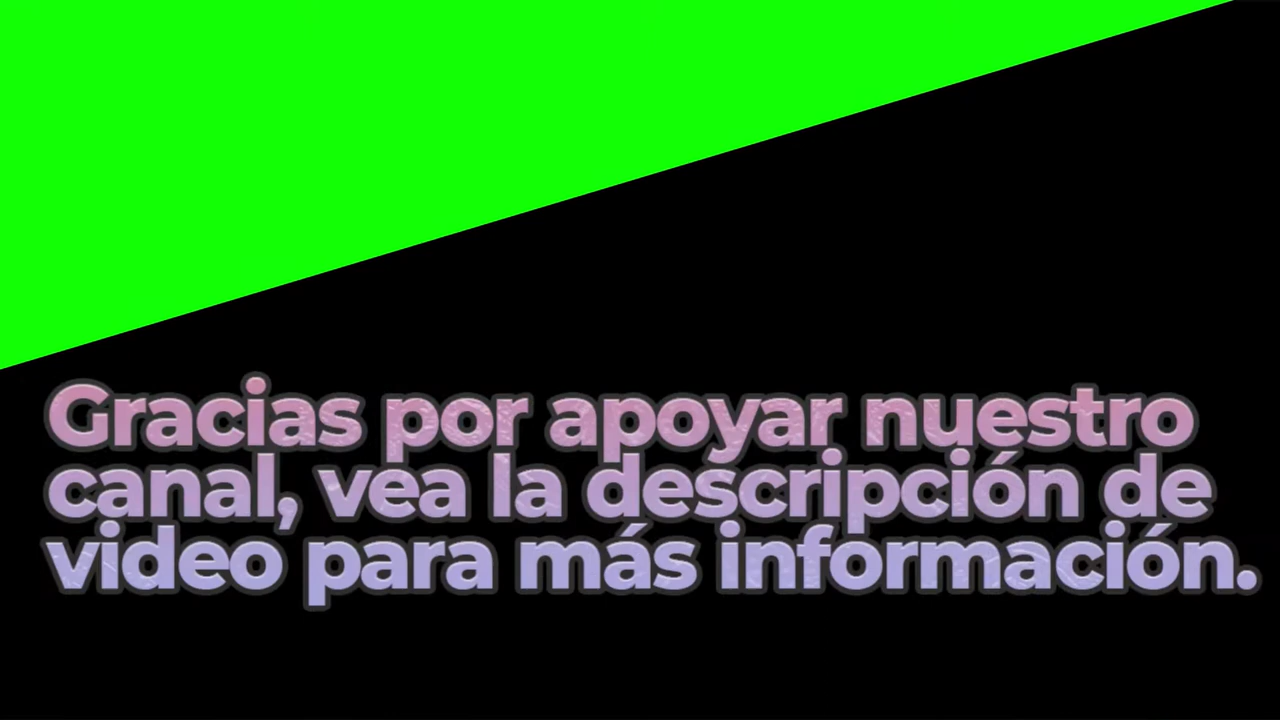 Gracias por apoyar nuestro
canal, vea la descripción de
video para más información.